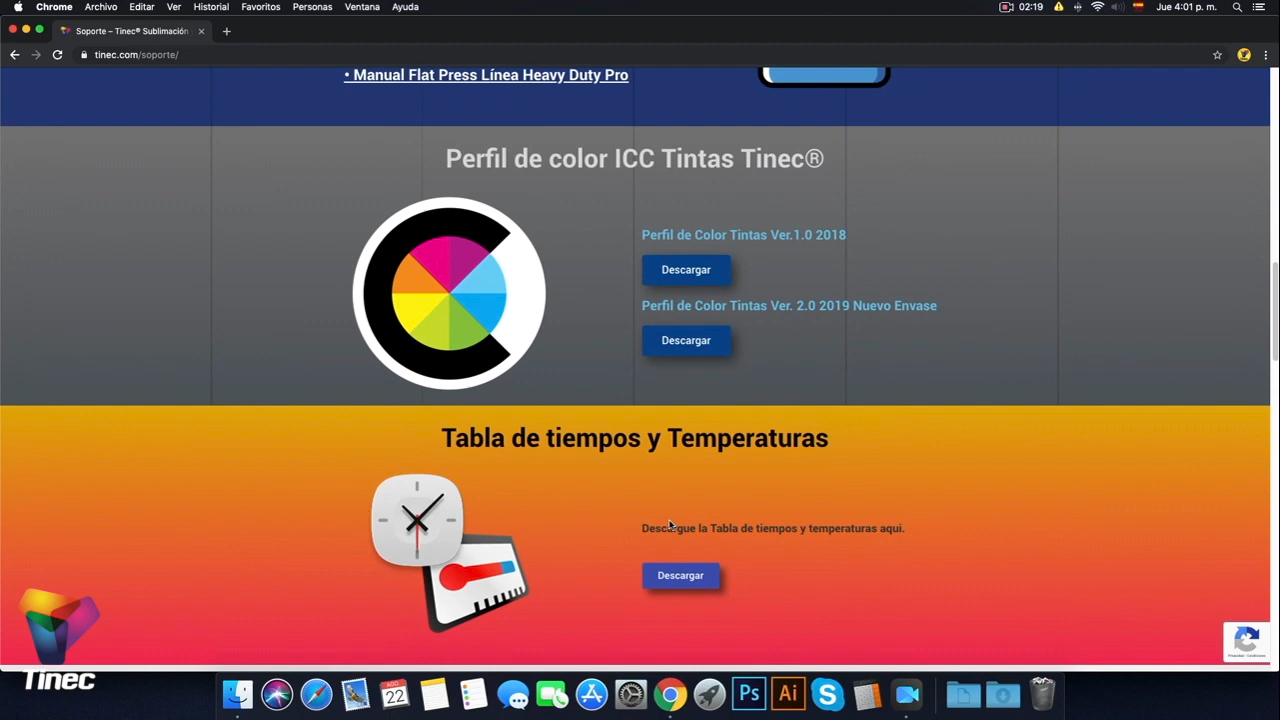 Chrome Archivo Editar Ver Historial Favoritos Personas Ventana Ayuda 02:19 Jue 4:01 p. m.
Soporte – Tinec® Sublimación
tinec.com/soporte/
• Manual Flat Press Línea Heavy Duty Pro
Perfil de color ICC Tintas Tinec®
Perfil de Color Tintas Ver.1.0 2018
Descargar
Perfil de Color Tintas Ver. 2.0 2019 Nuevo Envase
Descargar
Tabla de tiempos y Temperaturas
Descargue la Tabla de tiempos y temperaturas aqui.
Descargar
Privacidad - Condiciones
Tinec
AGO
22
Ps
Ai